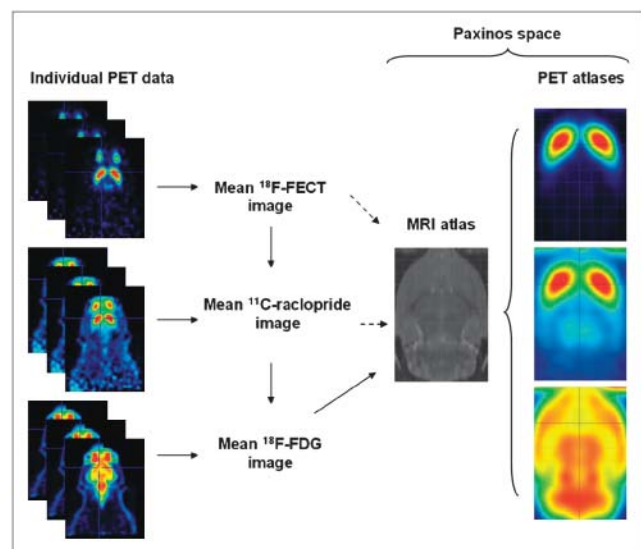 Paxinos space
Individual PET data
PET atlases
Mean ¹⁸F-FECT
image
MRI atlas
Mean ¹¹C-raclopride
image
Mean ¹⁸F-FDG
image